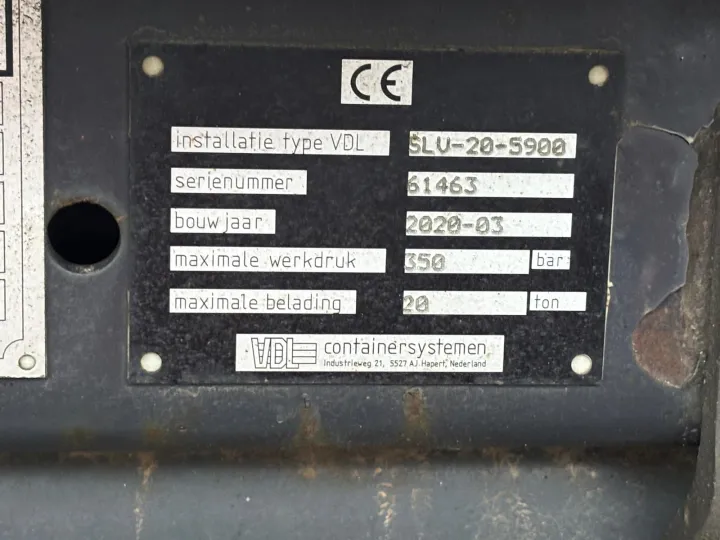 CE
installatie type VDL SLV-20-5900
serienummer 61463
bouwjaar 2020-03
maximale werkdruk 350 bar
maximale belading 20 ton
VDL containersystemen
Industrieweg 21, 5527 AJ Hapert, Nederland